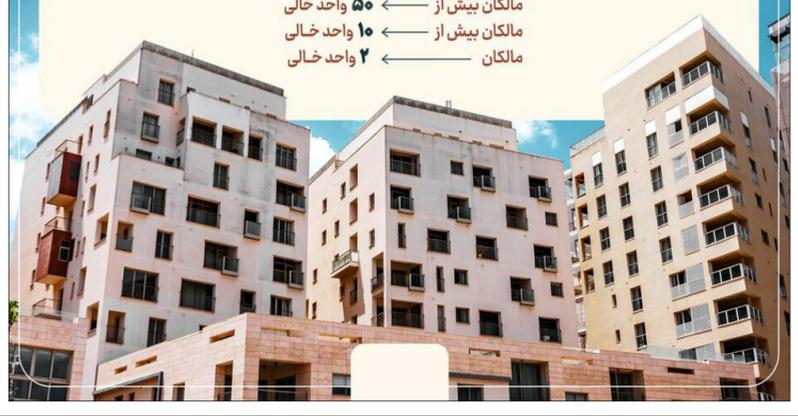 مالکان بیش از ← ۵۰ واحد خالی
مالکان بیش از ← ۱۰ واحد خالی
مالکان ← ۲ واحد خالی